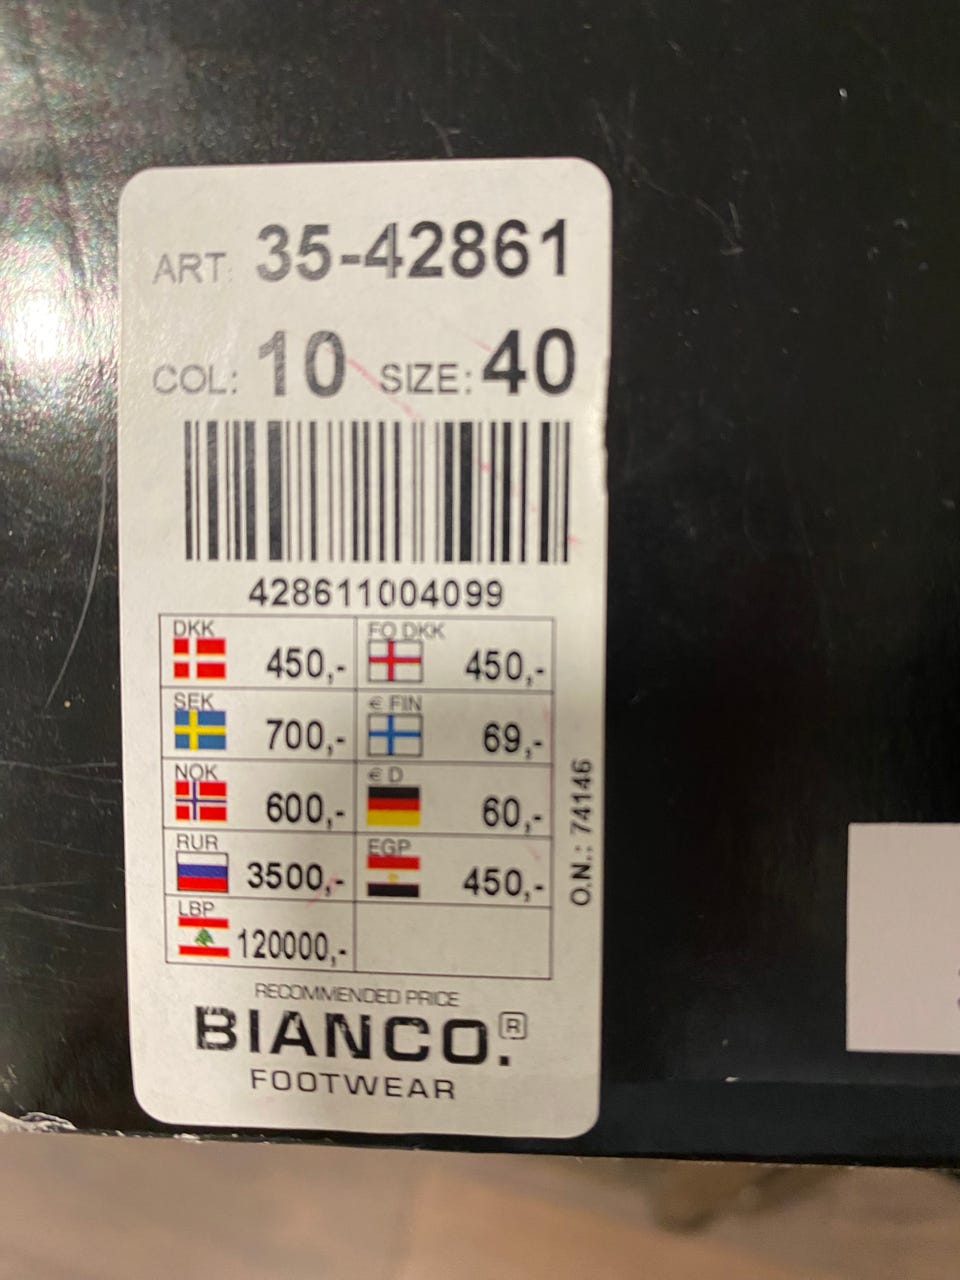 ART: 35-42861
COL: 10 SIZE: 40
428611004099
DKK 450,- FO DKK 450,-
SEK 700,- € FIN 69,-
NOK 600,- € D 60,-
RUR 3500,- EGP 450,-
LBP 120000,-
O.N.: 74146
RECOMMENDED PRICE
BIANCO.®
FOOTWEAR